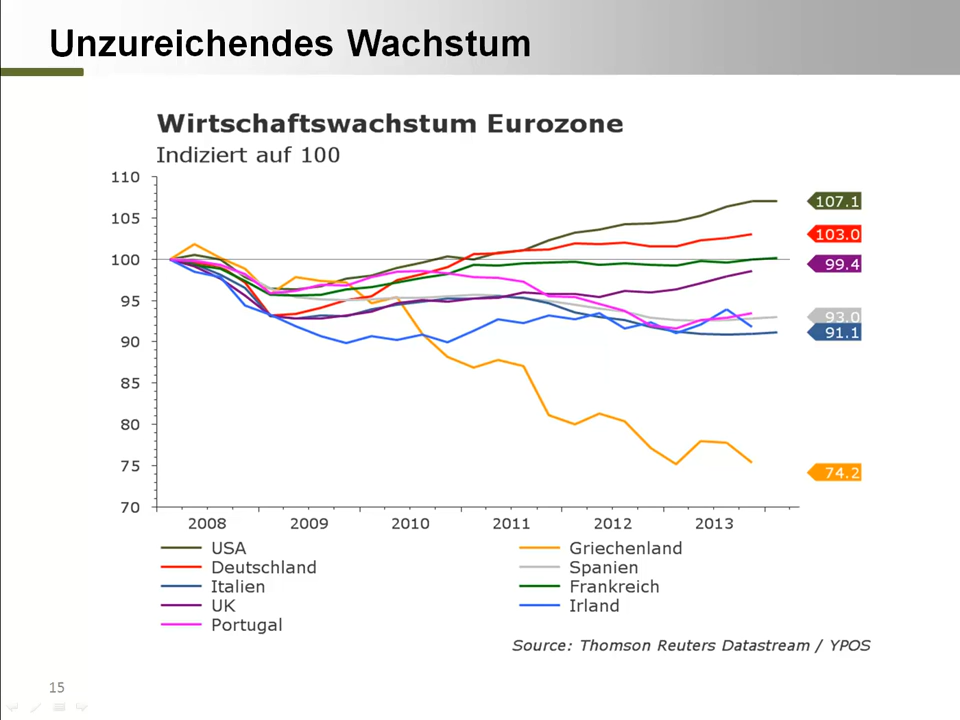 Unzureichendes Wachstum
Wirtschaftswachstum Eurozone
Indiziert auf 100
110
105
100
95
90
85
80
75
70
107.1
103.0
99.4
93.0
91.1
74.2
2008 2009 2010 2011 2012 2013
USA
Deutschland
Italien
UK
Portugal
Griechenland
Spanien
Frankreich
Irland
Source: Thomson Reuters Datastream / YPOS
15